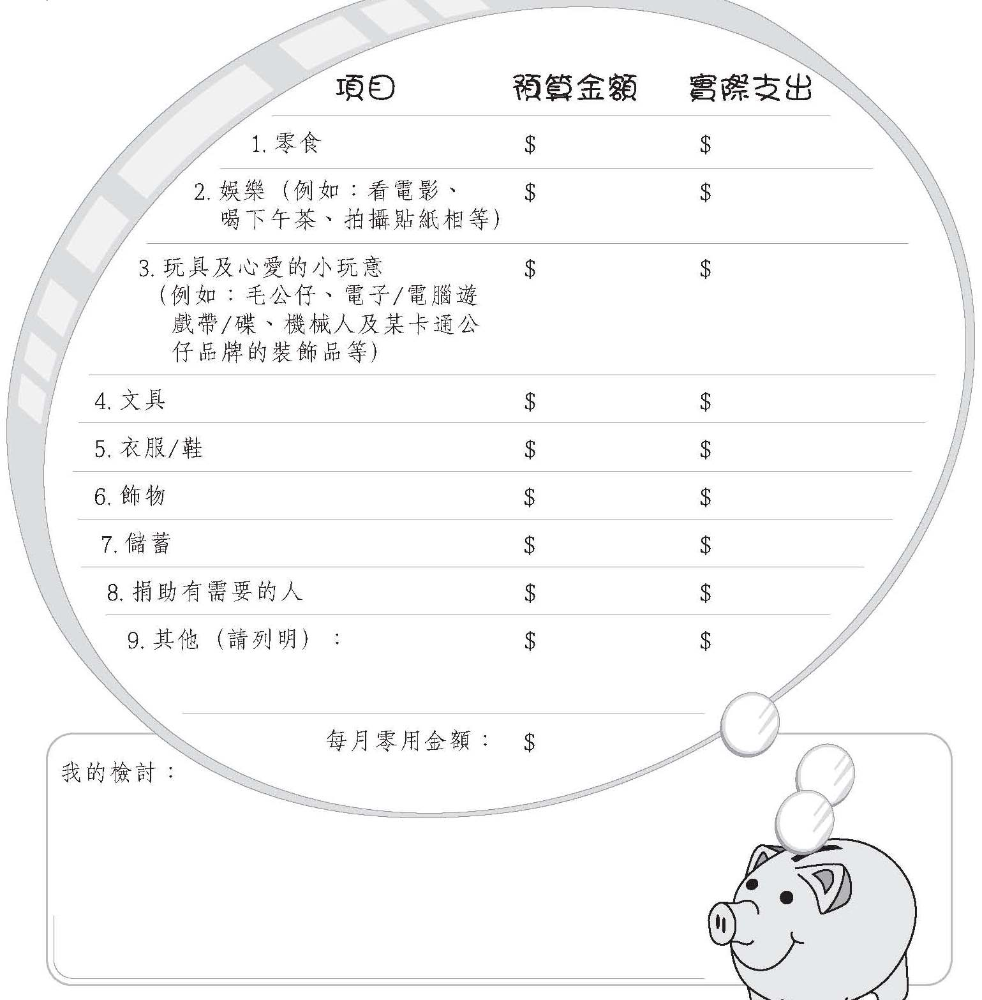 項目 預算金額 實際支出
1. 零食 $ $
2. 娛樂（例如：看電影、 $ $
喝下午茶、拍攝貼紙相等）
3. 玩具及心愛的小玩意 $ $
（例如：毛公仔、電子/電腦遊
戲帶/碟、機械人及某卡通公
仔品牌的裝飾品等）
4. 文具 $ $
5. 衣服/鞋 $ $
6. 飾物 $ $
7. 儲蓄 $ $
8. 捐助有需要的人 $ $
9. 其他（請列明）： $ $
每月零用金額： $
我的檢討：